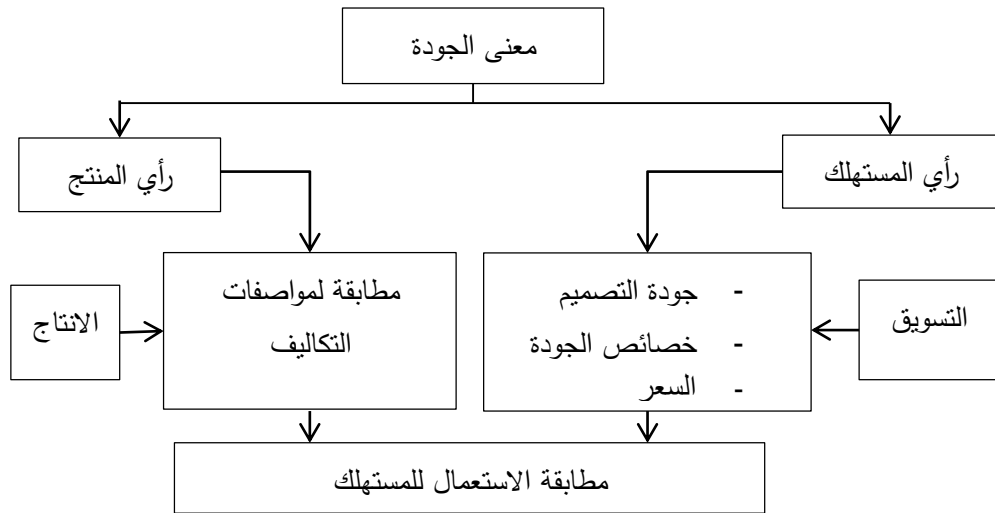 معنى الجودة
رأي المستهلك
رأي المنتج
التسويق
- جودة التصميم
- خصائص الجودة
- السعر
مطابقة لمواصفات
التكاليف
الانتاج
مطابقة الاستعمال للمستهلك